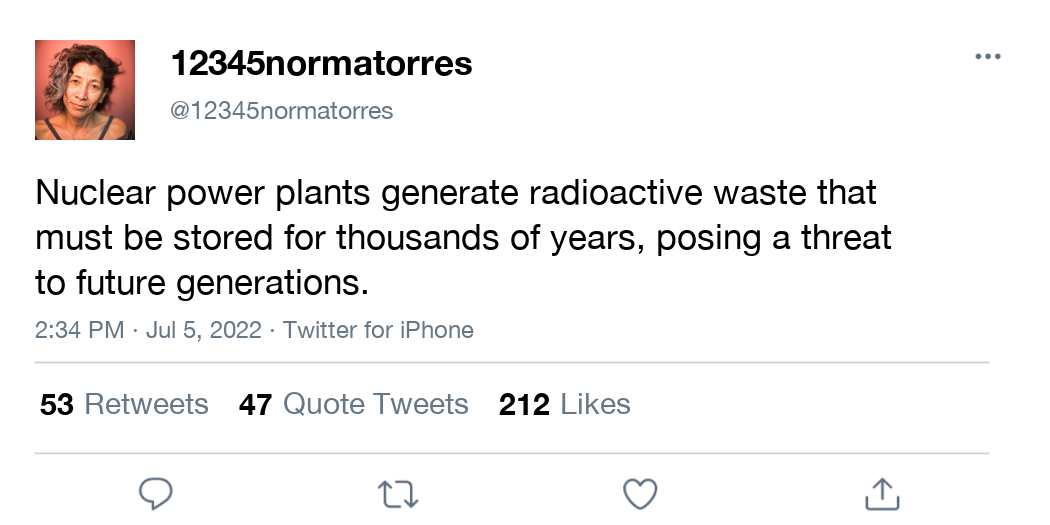 12345normatorres
@12345normatorres
Nuclear power plants generate radioactive waste that
must be stored for thousands of years, posing a threat
to future generations.
2:34 PM · Jul 5, 2022 · Twitter for iPhone
53 Retweets 47 Quote Tweets 212 Likes